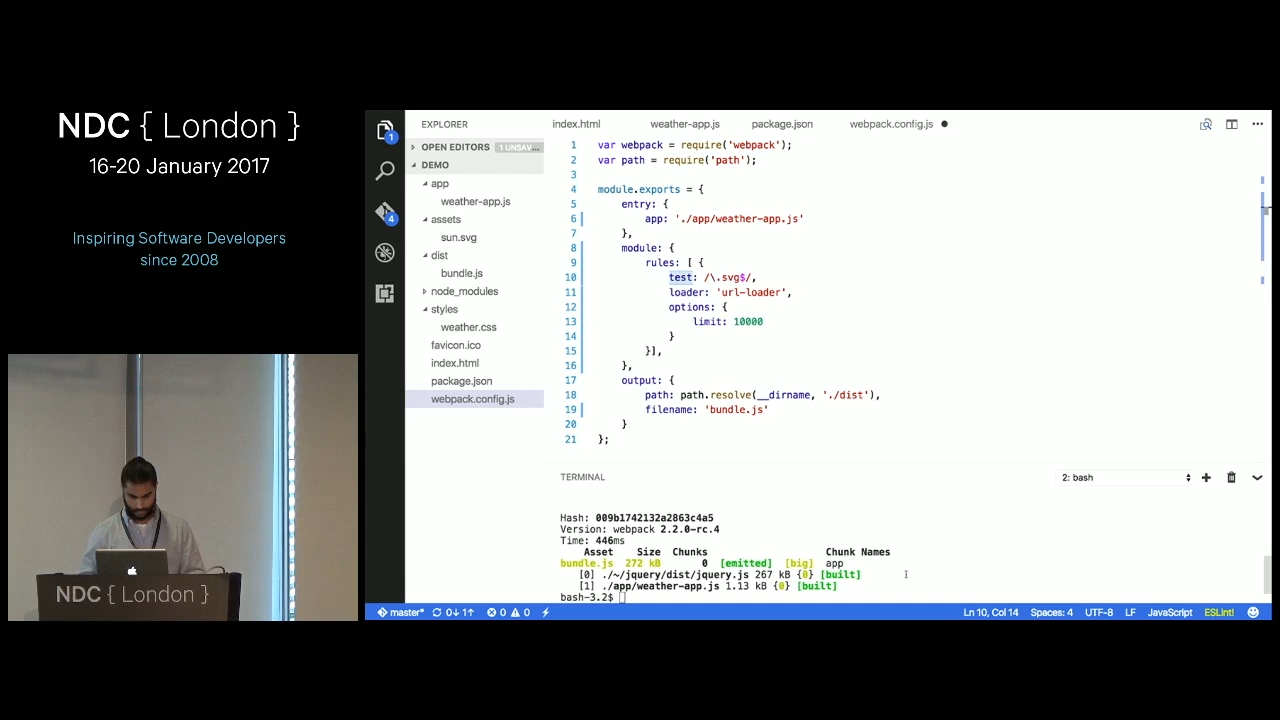 NDC { London }
16-20 January 2017
Inspiring Software Developers
since 2008
NDC { London }
EXPLORER
OPEN EDITORS 1 UNSAV...
DEMO
app
weather-app.js
assets
sun.svg
dist
bundle.js
node_modules
styles
weather.css
favicon.ico
index.html
package.json
webpack.config.js
1
4
index.html weather-app.js package.json webpack.config.js
1 var webpack = require('webpack');
2 var path = require('path');
3
4 module.exports = {
5 entry: {
6 app: './app/weather-app.js'
7 },
8 module: {
9 rules: [ {
10 test: /\.svg$/,
11 loader: 'url-loader',
12 options: {
13 limit: 10000
14 }
15 }],
16 },
17 output: {
18 path: path.resolve(__dirname, './dist'),
19 filename: 'bundle.js'
20 }
21 };
TERMINAL 2: bash
Hash: 009b1742132a2863c4a5
Version: webpack 2.2.0-rc.4
Time: 446ms
Asset Size Chunks Chunk Names
bundle.js 272 kB 0 [emitted] [big] app
[0] ./~/jquery/dist/jquery.js 267 kB {0} [built]
[1] ./app/weather-app.js 1.13 kB {0} [built]
bash-3.2$
master* 0↓ 1↑ 0 0 Ln 10, Col 14 Spaces: 4 UTF-8 LF JavaScript ESLint!